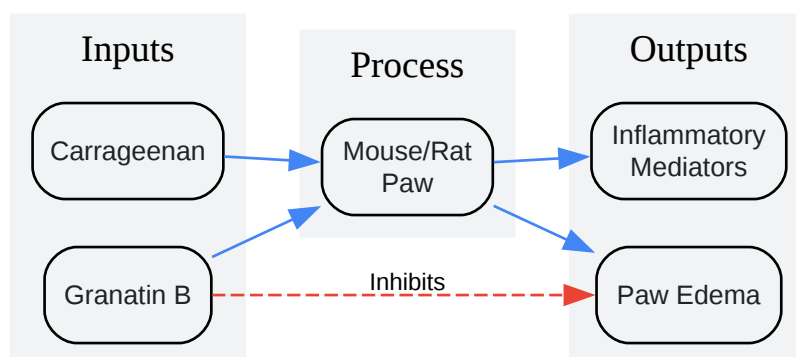 Inputs
Process
Outputs
Carrageenan
Mouse/Rat
Paw
Inflammatory
Mediators
Granatin B
Inhibits
Paw Edema